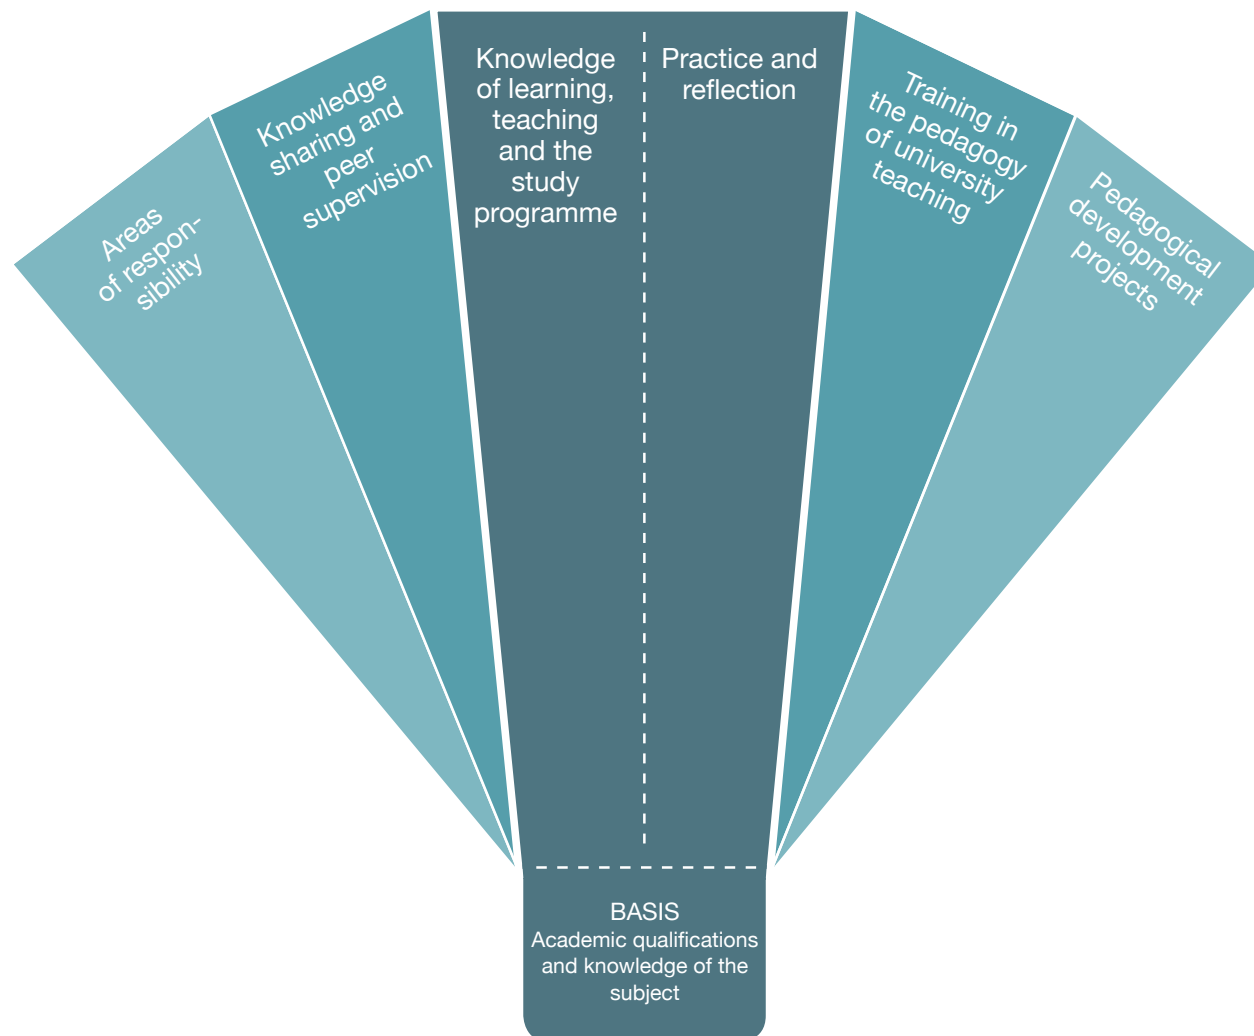 Areas
of respon-
sibility
Knowledge
sharing and
peer
supervision
Knowledge
of learning,
teaching
and the
study
programme
Practice and
reflection
Training in
the pedagogy
of university
teaching
Pedagogical
development
projects
BASIS
Academic qualifications
and knowledge of the
subject